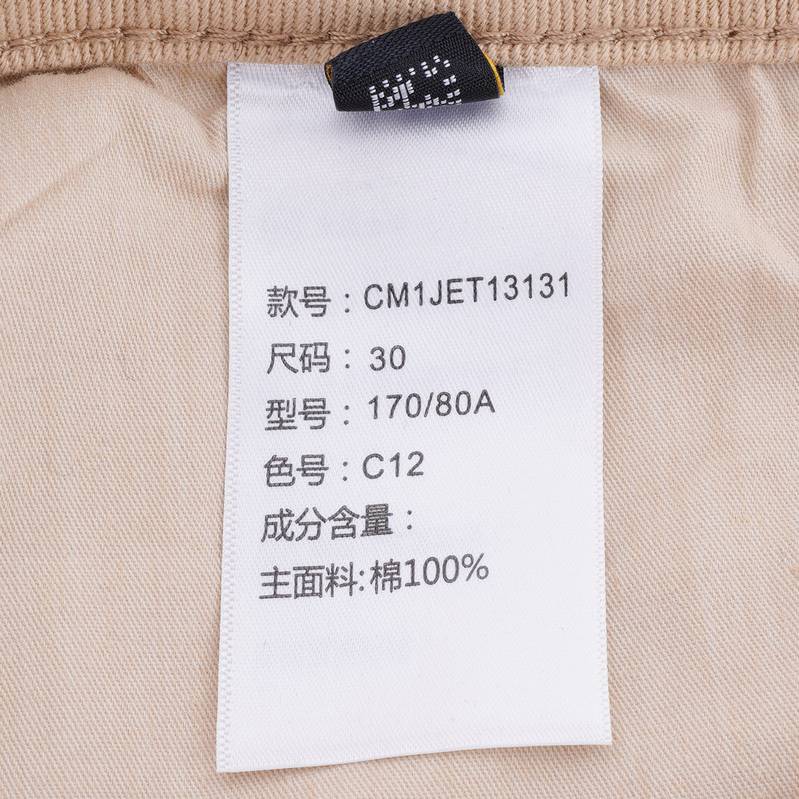 款号：CM1JET13131
尺码：30
型号：170/80A
色号：C12
成分含量：
主面料:棉100%